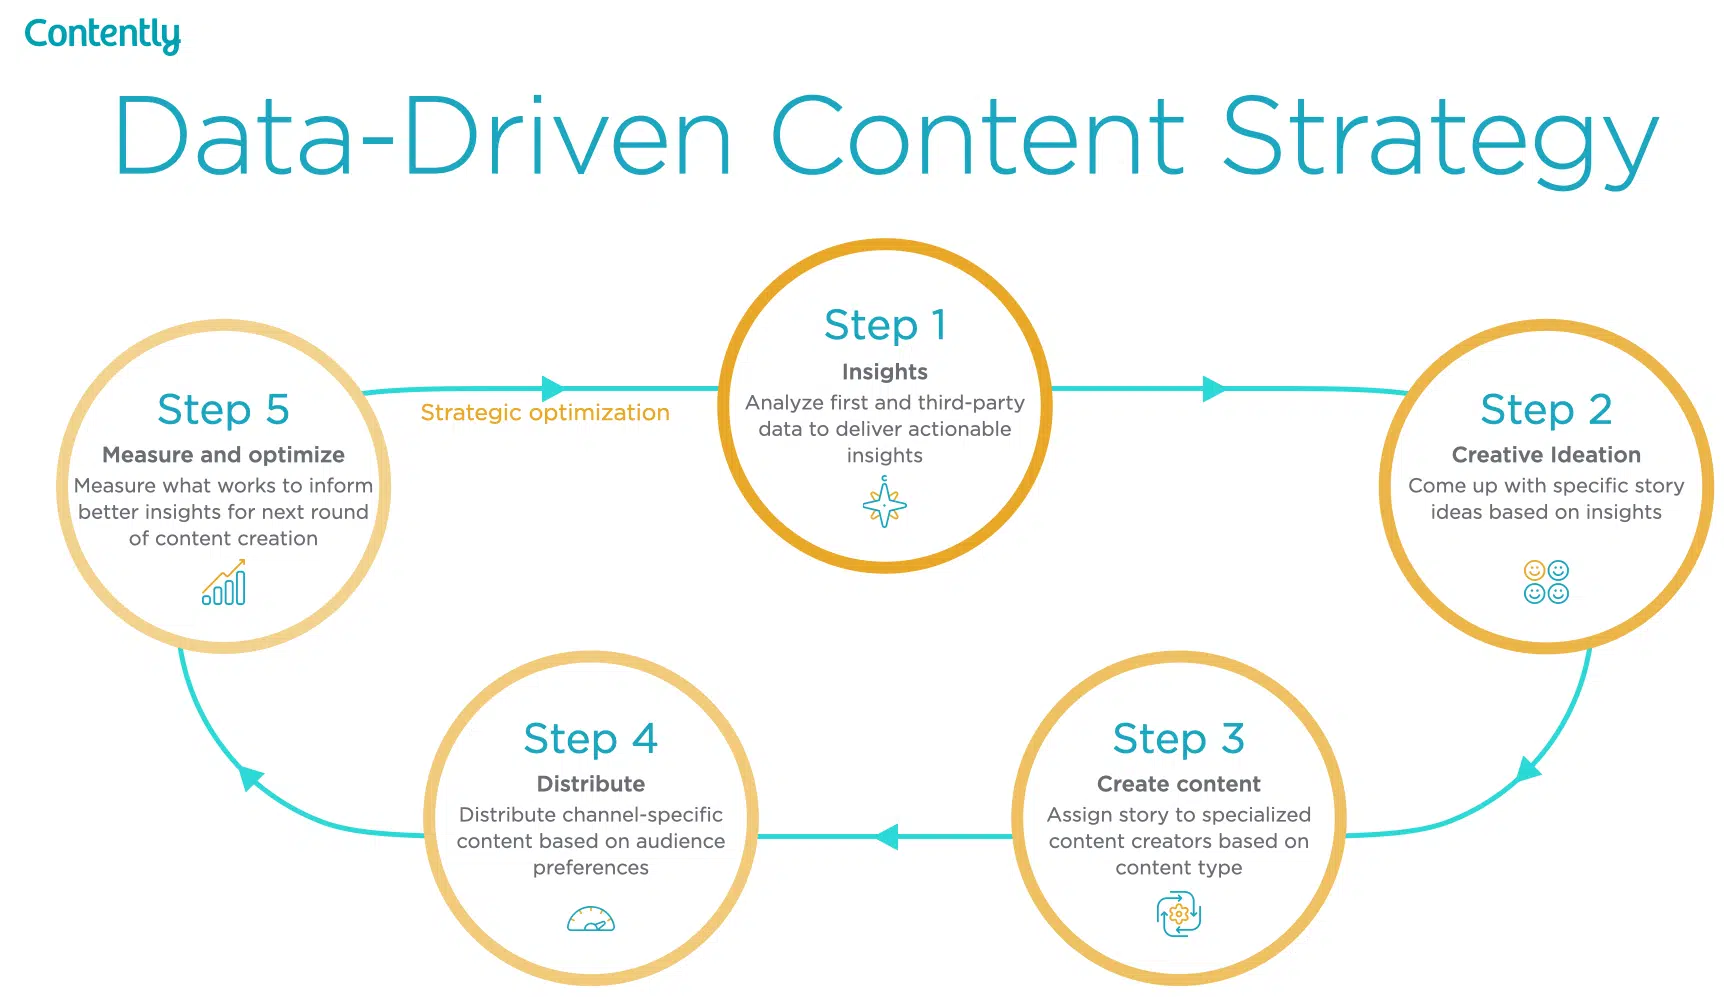 Contently
Data-Driven Content Strategy
Step 1
Insights
Analyze first and third-party
data to deliver actionable
insights
Step 2
Creative Ideation
Come up with specific story
ideas based on insights
Step 3
Create content
Assign story to specialized
content creators based on
content type
Step 4
Distribute
Distribute channel-specific
content based on audience
preferences
Step 5
Measure and optimize
Measure what works to inform
better insights for next round
of content creation
Strategic optimization